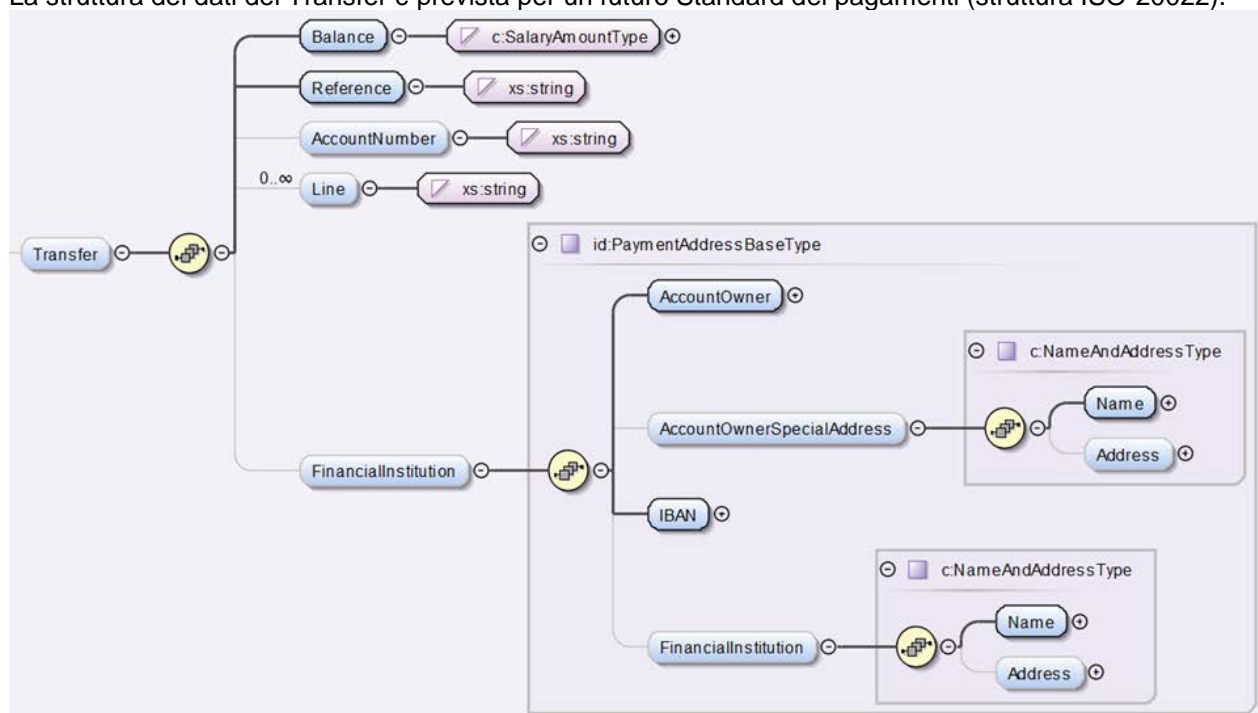 La struttura dei dati del Transfer è prevista per un futuro Standard dei pagamenti (struttura ISO-20022).
Balance
c:SalaryAmountType
Reference
xs:string
AccountNumber
xs:string
0..∞
Line
xs:string
Transfer
id:PaymentAddressBaseType
AccountOwner
c:NameAndAddressType
Name
AccountOwnerSpecialAddress
Address
FinancialInstitution
IBAN
c:NameAndAddressType
Name
FinancialInstitution
Address